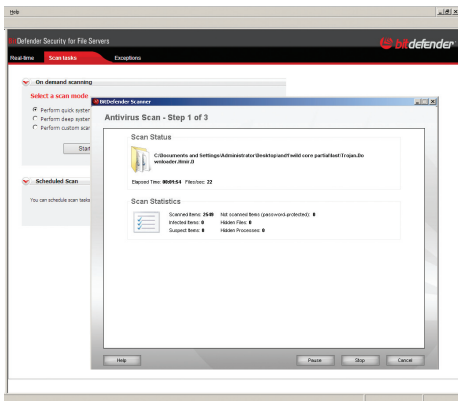 Help
Defender Security for File Servers
bitdefender
Real-time Scan tasks Exceptions
On demand scanning
Select a scan mode
Perform quick system
Perform deep system
Perform custom scan
Start
Scheduled Scan
You can schedule scan tasks
BitDefender Scanner
Antivirus Scan - Step 1 of 3
Scan Status
C:\Documents and Settings\Administrator\Desktop\andf\wild core partial\test\Trojan.Do
wnloader.
Elapsed Time: 00:01:54 Files/sec: 22
Scan Statistics
Scanned Items: 2549 Not scanned Items (password-protected): 0
Infected Items: 0 Hidden Files: 0
Suspect Items: 0 Hidden Processes: 0
Help Pause Stop Cancel